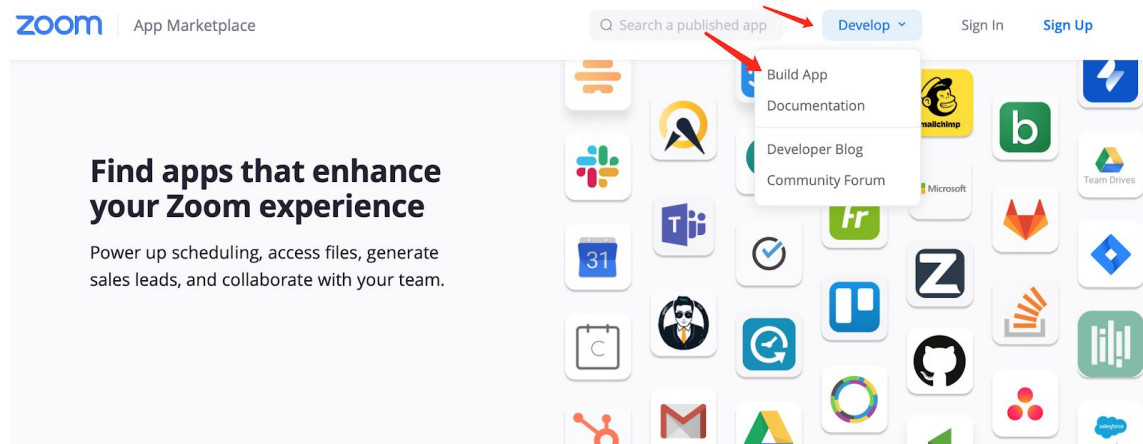 zoom App Marketplace
Search a published app
Develop
Sign In
Sign Up
Build App
Documentation
Developer Blog
Community Forum
Find apps that enhance
your Zoom experience
Power up scheduling, access files, generate
sales leads, and collaborate with your team.
mailchimp
b
Team Drives
Microsoft
Fr
T
31
Z
C
salesforce